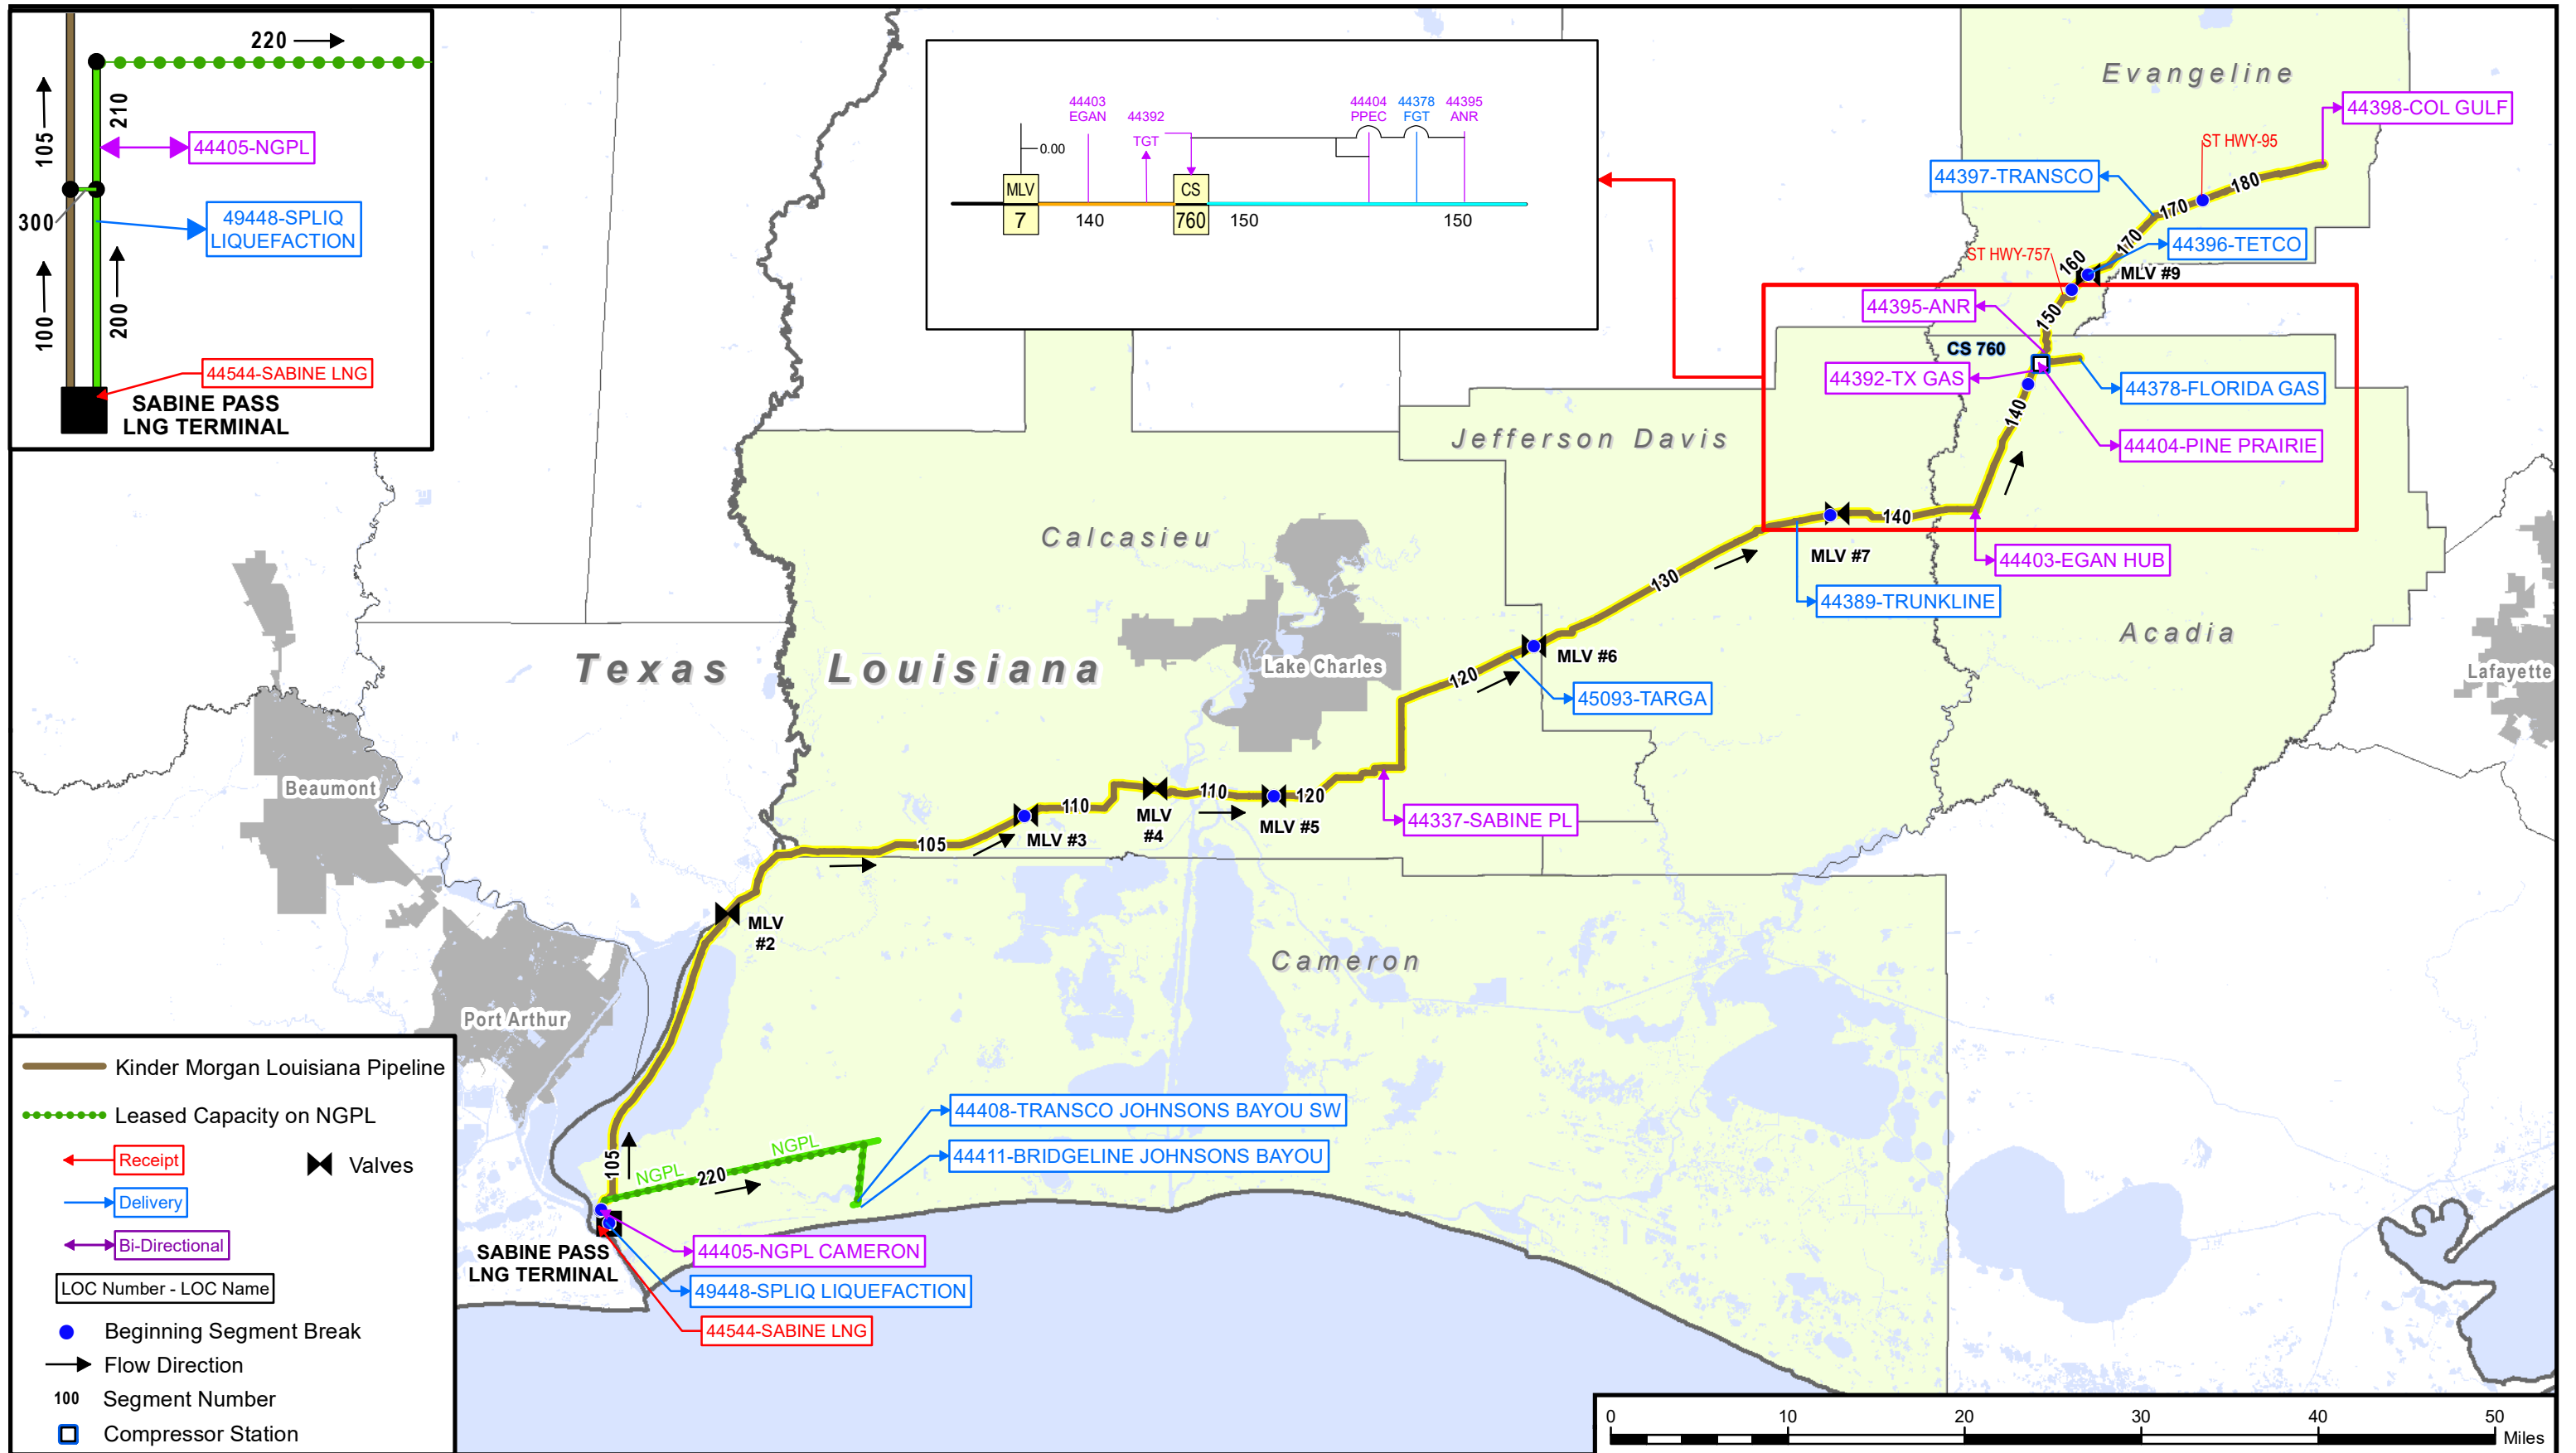 220
105
210
44405-NGPL
300
49448-SPLIQ
LIQUEFACTION
100
200
44544-SABINE LNG
SABINE PASS
LNG TERMINAL
44403
EGAN
44392
TGT
44404
PPEC
44378
FGT
44395
ANR
0.00
MLV
7
140
CS
760
150
150
Evangeline
44398-COL GULF
ST HWY-95
44397-TRANSCO
180
170
170
44396-TETCO
ST HWY-757
160
MLV #9
44395-ANR
150
CS 760
44392-TX GAS
44378-FLORIDA GAS
140
44404-PINE PRAIRIE
Jefferson Davis
Calcasieu
140
MLV #7
44403-EGAN HUB
130
44389-TRUNKLINE
Acadia
Texas
Louisiana
Lake Charles
MLV #6
Lafayette
120
45093-TARGA
Beaumont
110
MLV
#4
110
120
MLV #5
44337-SABINE PL
105
MLV #3
MLV
#2
Cameron
Port Arthur
44408-TRANSCO JOHNSONS BAYOU SW
44411-BRIDGELINE JOHNSONS BAYOU
105
NGPL
220
NGPL
SABINE PASS
LNG TERMINAL
44405-NGPL CAMERON
49448-SPLIQ LIQUEFACTION
44544-SABINE LNG
Kinder Morgan Louisiana Pipeline
Leased Capacity on NGPL
Receipt
Valves
Delivery
Bi-Directional
LOC Number - LOC Name
Beginning Segment Break
Flow Direction
100 Segment Number
Compressor Station
0 10 20 30 40 50
Miles